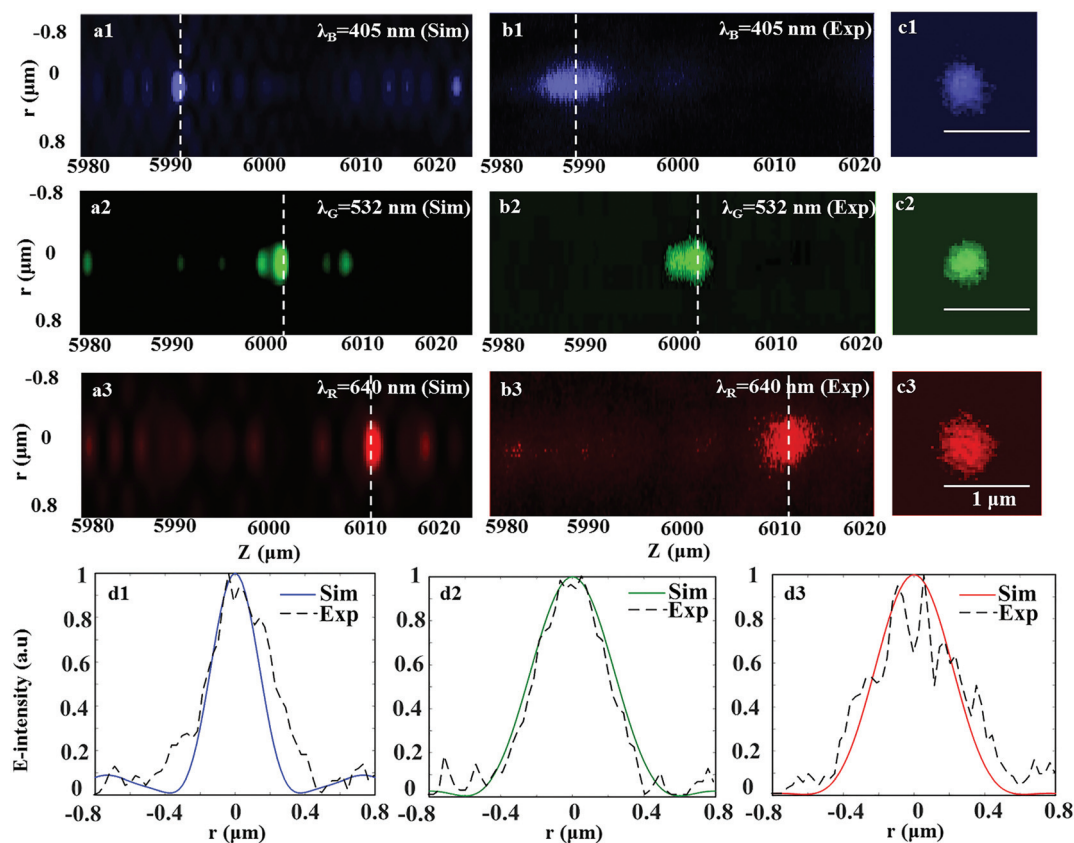 -0.8
0
0.8
r (μm)
a1
λB=405 nm (Sim)
5980 5990 6000 6010 6020
b1
λB=405 nm (Exp)
5980 5990 6000 6010 6020
c1
-0.8
0
0.8
r (μm)
a2
λG=532 nm (Sim)
5980 5990 6000 6010 6020
b2
λG=532 nm (Exp)
5980 5990 6000 6010 6020
c2
-0.8
0
0.8
r (μm)
a3
λR=640 nm (Sim)
5980 5990 6000 6010 6020
Z (μm)
b3
λR=640 nm (Exp)
5980 5990 6000 6010 6020
Z (μm)
c3
1 μm
E-intensity (a.u)
1
0.8
0.6
0.4
0.2
0
d1
Sim
Exp
-0.8 -0.4 0 0.4 0.8
r (μm)
1
0.8
0.6
0.4
0.2
0
d2
Sim
Exp
-0.8 -0.4 0 0.4 0.8
r (μm)
1
0.8
0.6
0.4
0.2
0
d3
Sim
Exp
-0.8 -0.4 0 0.4 0.8
r (μm)